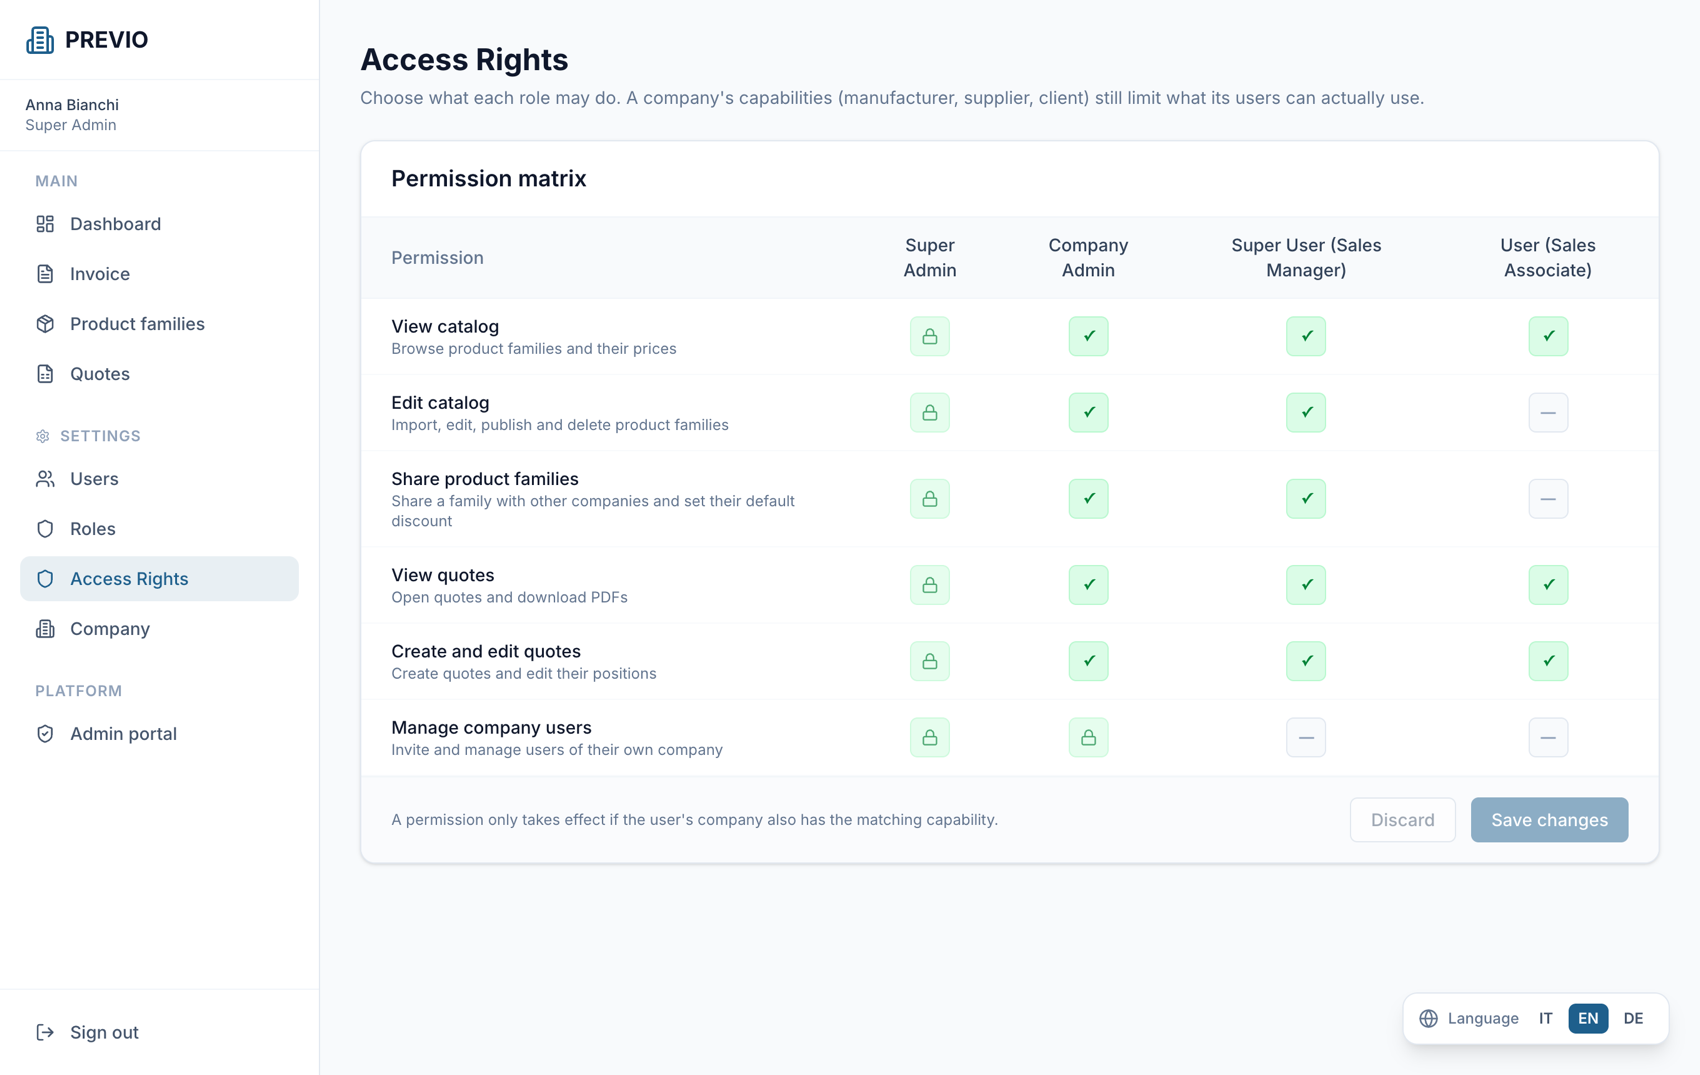 PREVIO
Anna Bianchi
Super Admin
MAIN
Dashboard
Invoice
Product families
Quotes
SETTINGS
Users
Roles
Access Rights
Company
PLATFORM
Admin portal
Sign out
Access Rights
Choose what each role may do. A company's capabilities (manufacturer, supplier, client) still limit what its users can actually use.
Permission matrix
Permission
Super
Admin
Company
Admin
Super User (Sales
Manager)
User (Sales
Associate)
View catalog
Browse product families and their prices
Edit catalog
Import, edit, publish and delete product families
Share product families
Share a family with other companies and set their default
discount
View quotes
Open quotes and download PDFs
Create and edit quotes
Create quotes and edit their positions
Manage company users
Invite and manage users of their own company
A permission only takes effect if the user's company also has the matching capability.
Discard
Save changes
Language IT EN DE